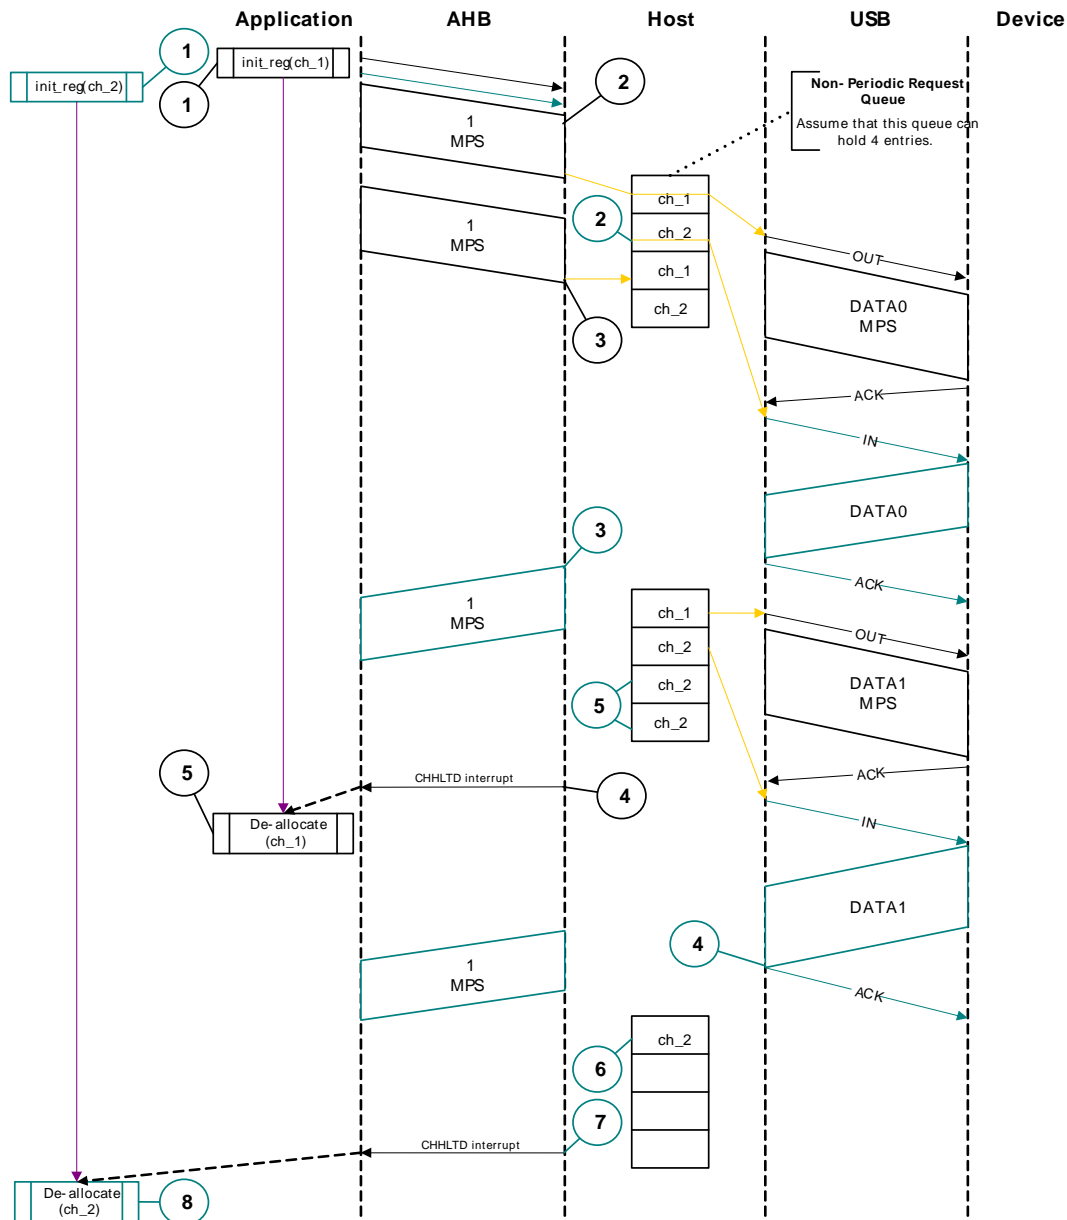 Application
AHB
Host
USB
Device
1
init_reg(ch_1)
init_reg(ch_2)
1
2
Non- Periodic Request
Queue
Assume that this queue can
hold 4 entries.
1
MPS
ch_1
2
ch_2
1
MPS
ch_1
OUT
ch_2
DATA0
MPS
3
ACK
IN
DATA0
3
ACK
1
MPS
ch_1
OUT
ch_2
ch_2
DATA1
MPS
5
ch_2
5
CHHLTD interrupt
4
ACK
De- allocate
(ch_1)
IN
DATA1
4
1
MPS
ACK
ch_2
6
7
CHHLTD interrupt
De- allocate
(ch_2)
8